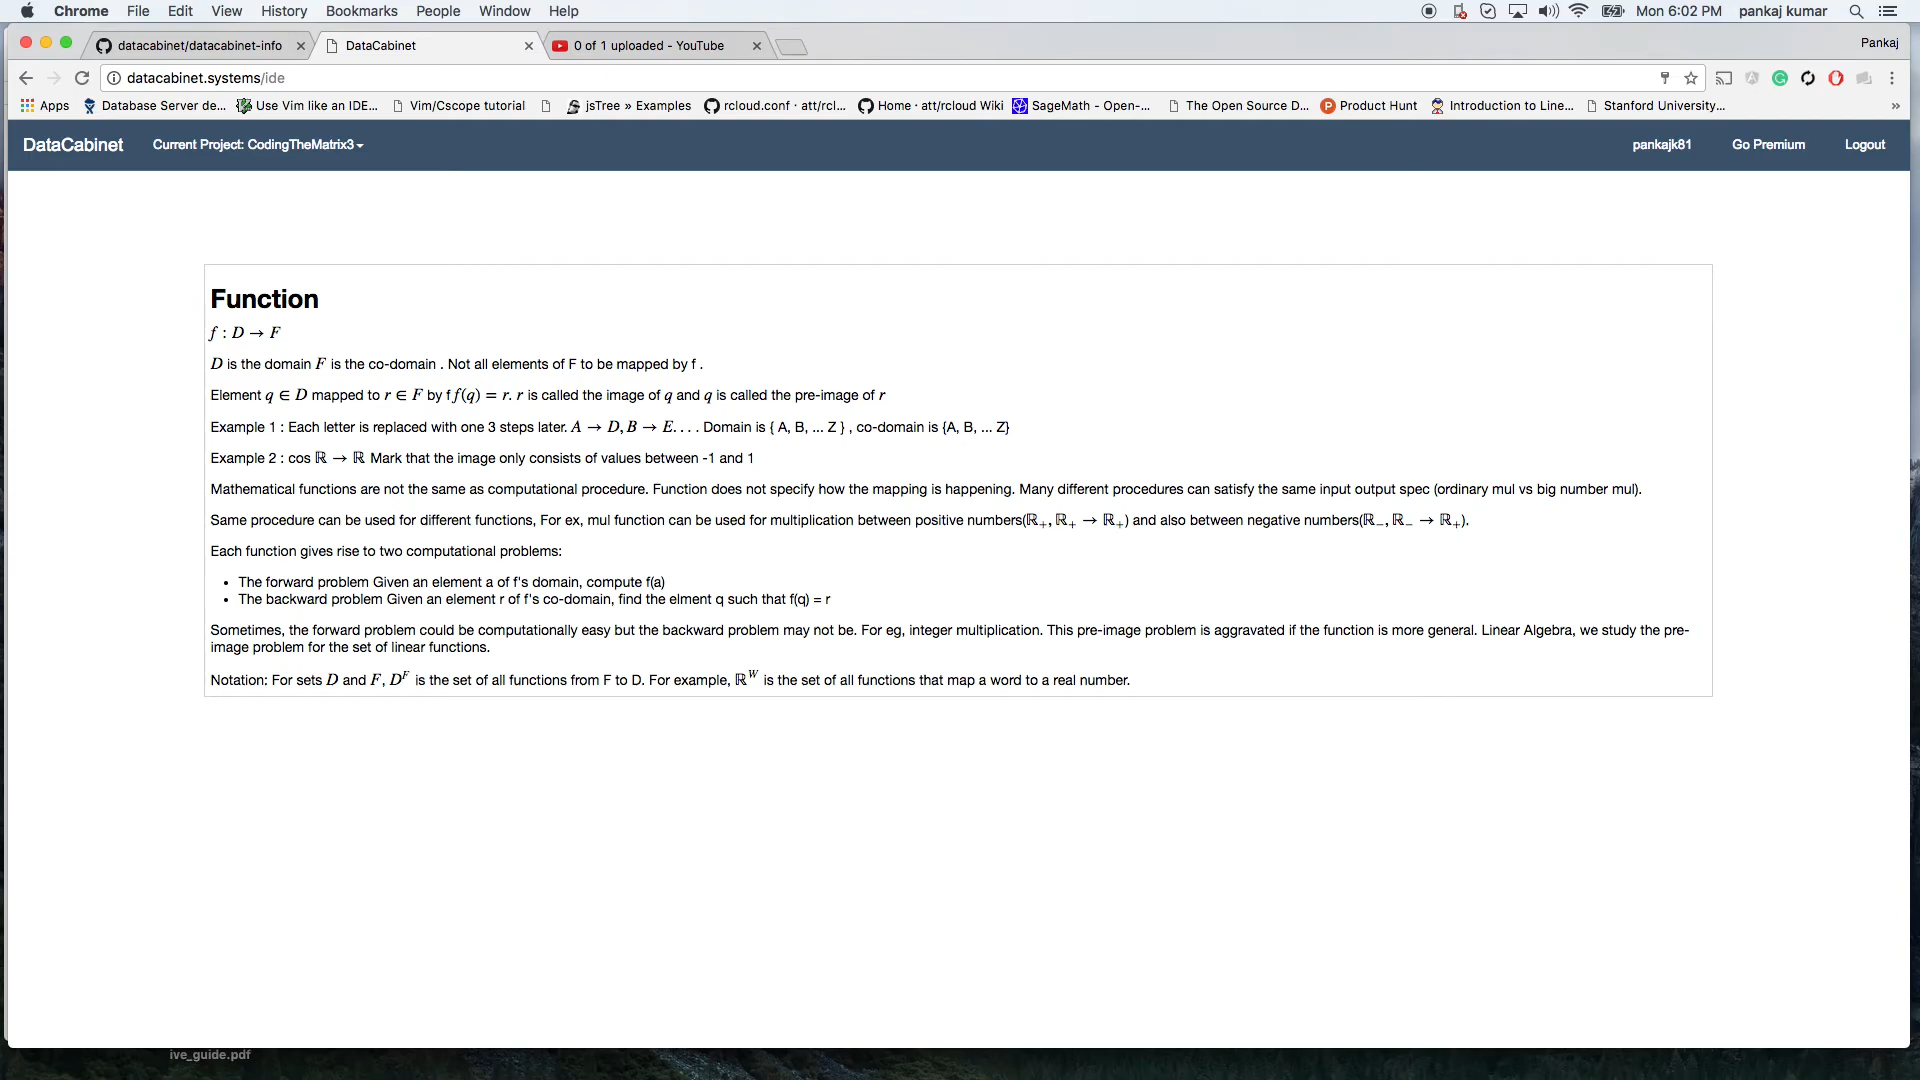 Chrome File Edit View History Bookmarks People Window Help Mon 6:02 PM pankaj kumar
datacabinet/datacabinet-info DataCabinet 0 of 1 uploaded - YouTube Pankaj
datacabinet.systems/ide
Apps Database Server de... Use Vim like an IDE... Vim/Cscope tutorial jsTree » Examples rcloud.conf · att/rcl... Home · att/rcloud Wiki SageMath - Open-... The Open Source D... Product Hunt Introduction to Line... Stanford University... »
DataCabinet Current Project: CodingTheMatrix3 pankajk81 Go Premium Logout
Function
f : D → F
D is the domain F is the co-domain . Not all elements of F to be mapped by f .
Element q ∈ D mapped to r ∈ F by f f(q) = r. r is called the image of q and q is called the pre-image of r
Example 1 : Each letter is replaced with one 3 steps later. A → D, B → E. . . . Domain is { A, B, ... Z } , co-domain is {A, B, ... Z}
Example 2 : cos ℝ → ℝ Mark that the image only consists of values between -1 and 1
Mathematical functions are not the same as computational procedure. Function does not specify how the mapping is happening. Many different procedures can satisfy the same input output spec (ordinary mul vs big number mul).
Same procedure can be used for different functions, For ex, mul function can be used for multiplication between positive numbers(ℝ₊, ℝ₊ → ℝ₊) and also between negative numbers(ℝ₋, ℝ₋ → ℝ₊).
Each function gives rise to two computational problems:
• The forward problem Given an element a of f's domain, compute f(a)
• The backward problem Given an element r of f's co-domain, find the elment q such that f(q) = r
Sometimes, the forward problem could be computationally easy but the backward problem may not be. For eg, integer multiplication. This pre-image problem is aggravated if the function is more general. Linear Algebra, we study the pre-
image problem for the set of linear functions.
Notation: For sets D and F, D^F is the set of all functions from F to D. For example, ℝ^W is the set of all functions that map a word to a real number.
ive_guide.pdf